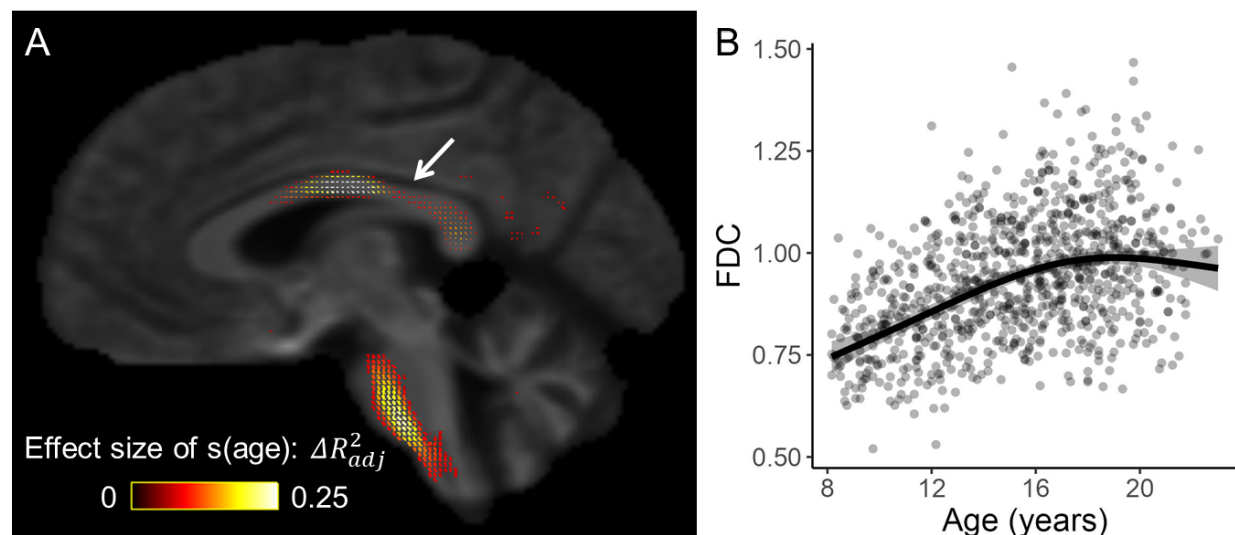 A
Effect size of s(age): ΔR²adj
0 0.25
B
1.50
1.25
1.00
0.75
0.50
FDC
8 12 16 20
Age (years)